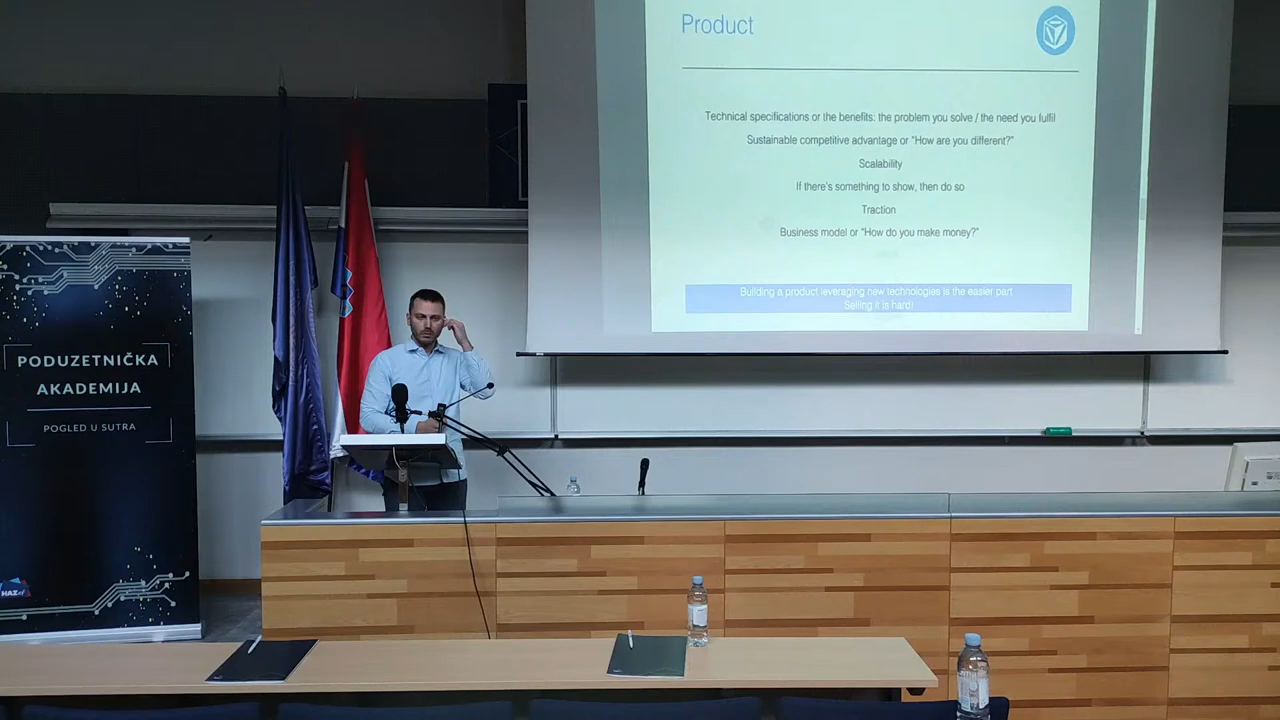 Product
Technical specifications or the benefits: the problem you solve / the need you fulfil
Sustainable competitive advantage or "How are you different?"
Scalability
If there's something to show, then do so
Traction
Business model or "How do you make money?"
Building a product leveraging new technologies is the easier part
Selling it is hard!
PODUZETNIČKA
AKADEMIJA
POGLED U SUTRA